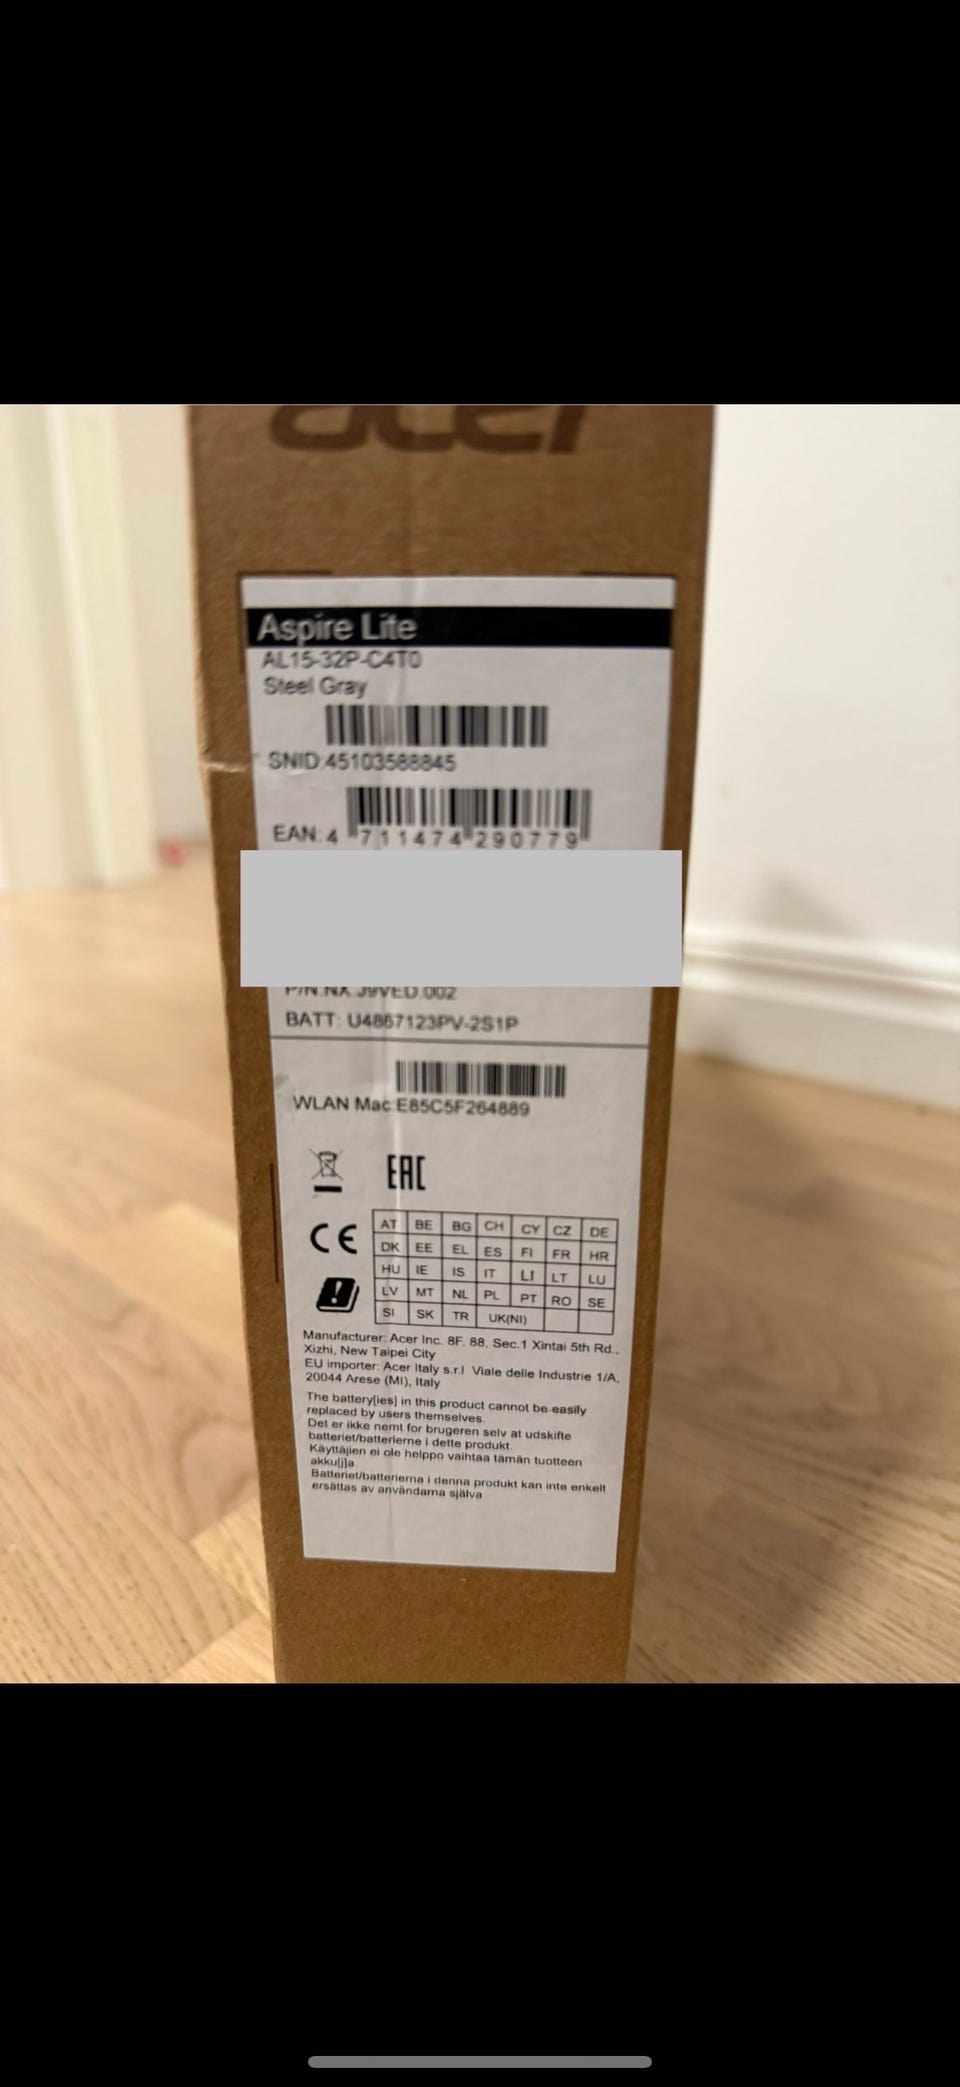 acer
Aspire Lite
AL15-32P-C4T0
Steel Gray
SNID:45103588845
EAN: 4 711474 290779
P/N:NX.J9VED.002
BATT: U4867123PV-2S1P
WLAN Mac:E85C5F264889
EAC
CE
AT BE BG CH CY CZ DE
DK EE EL ES FI FR HR
HU IE IS IT LI LT LU
LV MT NL PL PT RO SE
SI SK TR UK(NI)
Manufacturer: Acer Inc. 8F. 88, Sec.1 Xintai 5th Rd.,
Xizhi, New Taipei City
EU importer: Acer Italy s.r.l Viale delle Industrie 1/A,
20044 Arese (MI), Italy
The battery[ies] in this product cannot be easily
replaced by users themselves.
Det er ikke nemt for brugeren selv at udskifte
batteriet/batterierne i dette produkt.
Käyttäjien ei ole helppo vaihtaa tämän tuotteen
akku[j]a.
Batteriet/batterierna i denna produkt kan inte enkelt
ersättas av användarna själva